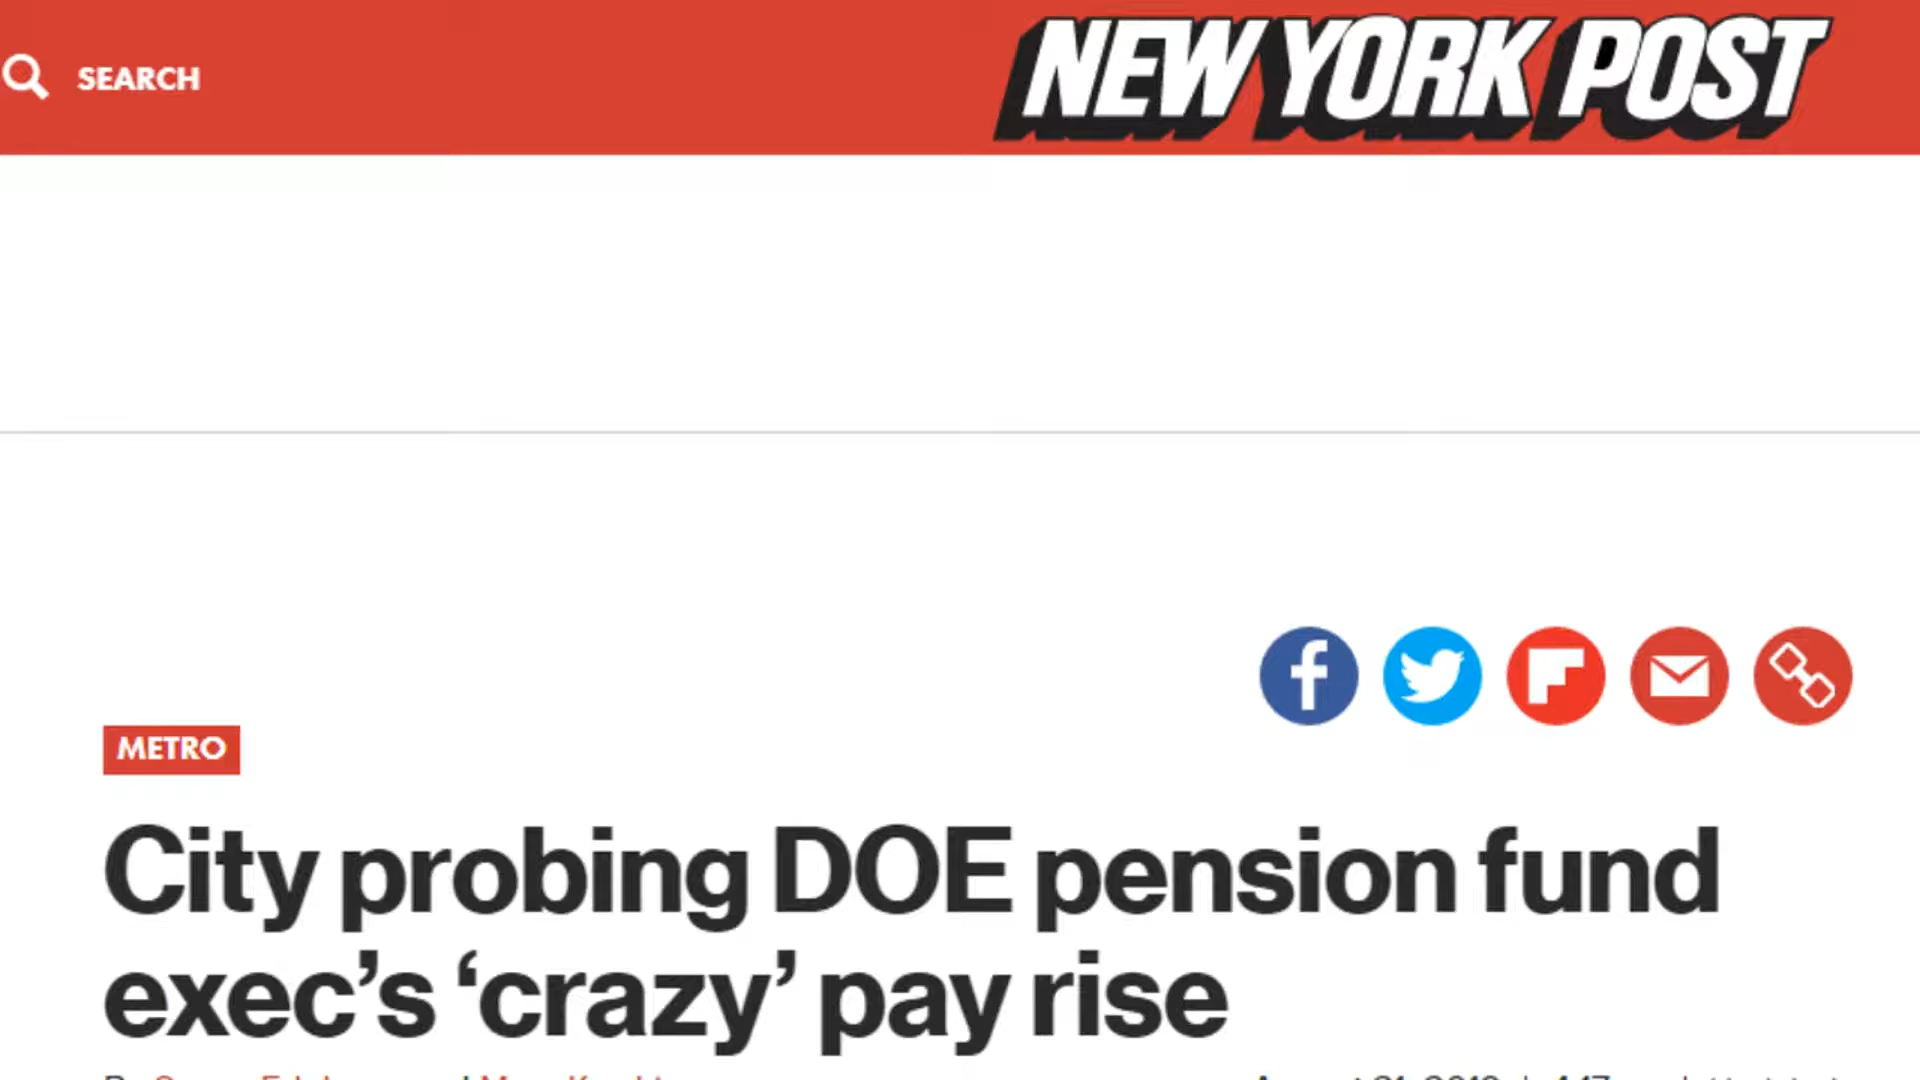 SEARCH
NEW YORK POST
METRO
City probing DOE pension fund
exec’s ‘crazy’ pay rise